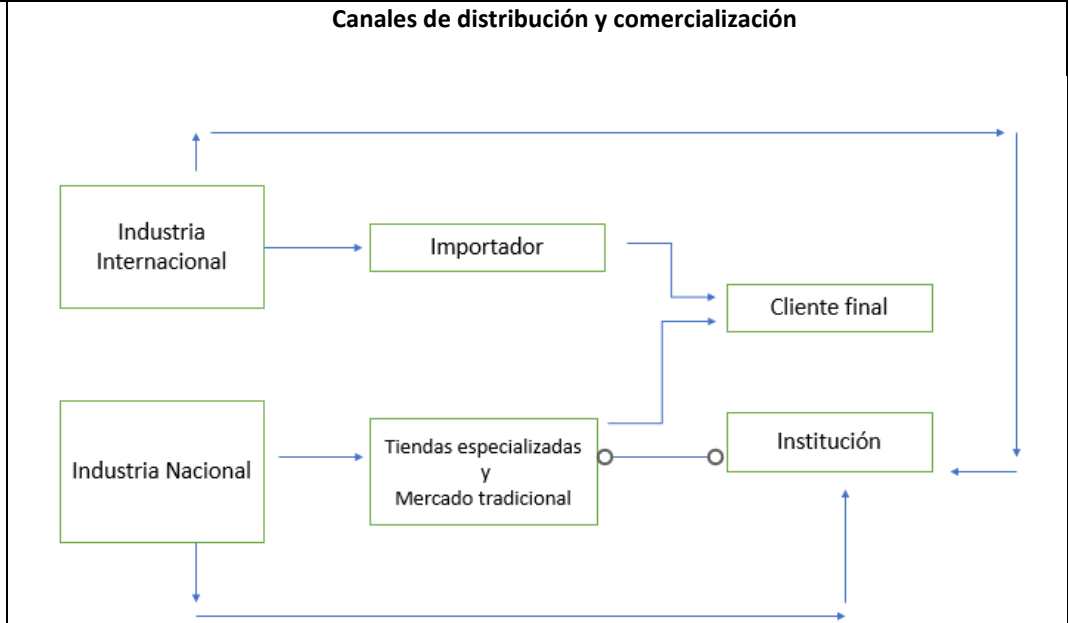 Canales de distribución y comercialización
Industria
Internacional
Importador
Cliente final
Industria Nacional
Tiendas especializadas
y
Mercado tradicional
Institución